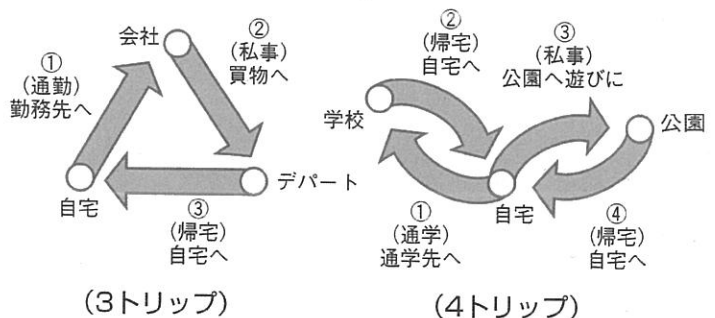 会社
①
(通勤)
勤務先へ
②
(私事)
買物へ
デパート
自宅
③
(帰宅)
自宅へ
(3トリップ)
②
(帰宅)
自宅へ
③
(私事)
公園へ遊びに
学校
公園
自宅
①
(通学)
通学先へ
④
(帰宅)
自宅へ
(4トリップ)